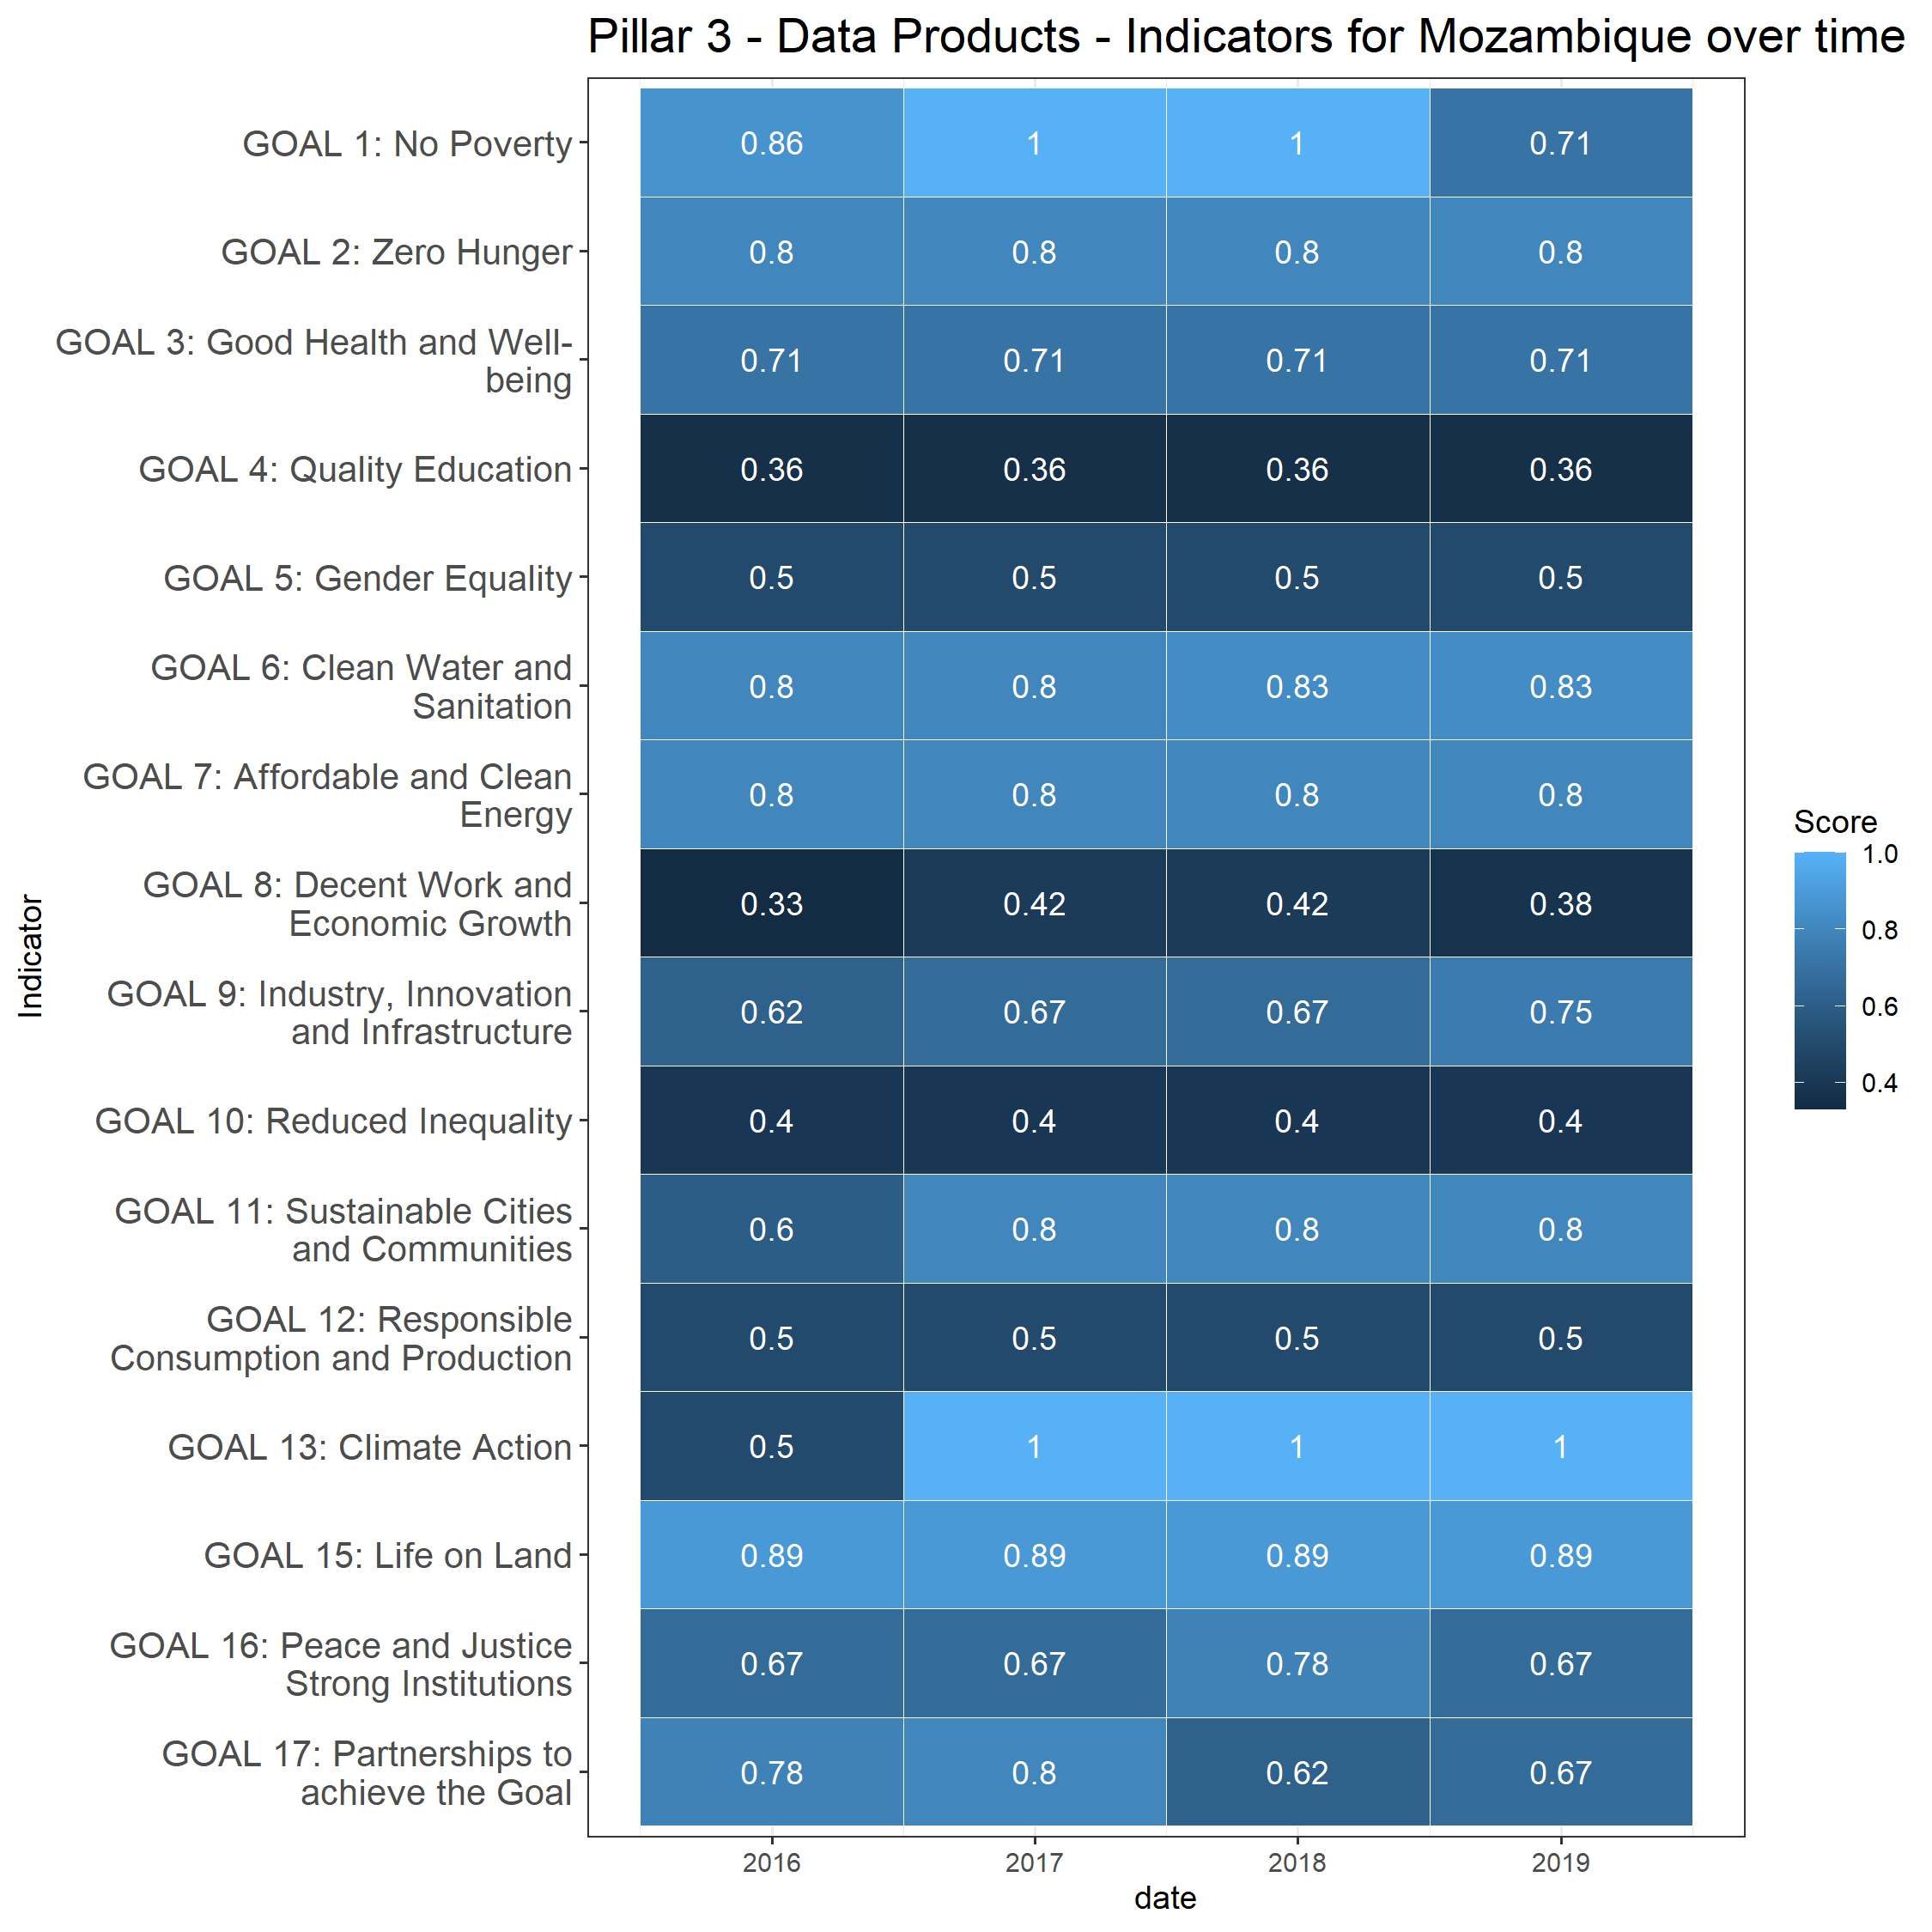 Pillar 3 - Data Products - Indicators for Mozambique over time
GOAL 1: No Poverty
0.86 1 1 0.71
GOAL 2: Zero Hunger
0.8 0.8 0.8 0.8
GOAL 3: Good Health and Well-
being
0.71 0.71 0.71 0.71
GOAL 4: Quality Education
0.36 0.36 0.36 0.36
GOAL 5: Gender Equality
0.5 0.5 0.5 0.5
GOAL 6: Clean Water and
Sanitation
0.8 0.8 0.83 0.83
GOAL 7: Affordable and Clean
Energy
0.8 0.8 0.8 0.8
GOAL 8: Decent Work and
Economic Growth
0.33 0.42 0.42 0.38
GOAL 9: Industry, Innovation
and Infrastructure
0.62 0.67 0.67 0.75
GOAL 10: Reduced Inequality
0.4 0.4 0.4 0.4
GOAL 11: Sustainable Cities
and Communities
0.6 0.8 0.8 0.8
GOAL 12: Responsible
Consumption and Production
0.5 0.5 0.5 0.5
GOAL 13: Climate Action
0.5 1 1 1
GOAL 15: Life on Land
0.89 0.89 0.89 0.89
GOAL 16: Peace and Justice
Strong Institutions
0.67 0.67 0.78 0.67
GOAL 17: Partnerships to
achieve the Goal
0.78 0.8 0.62 0.67
2016 2017 2018 2019
date
Indicator
Score
1.0
0.8
0.6
0.4